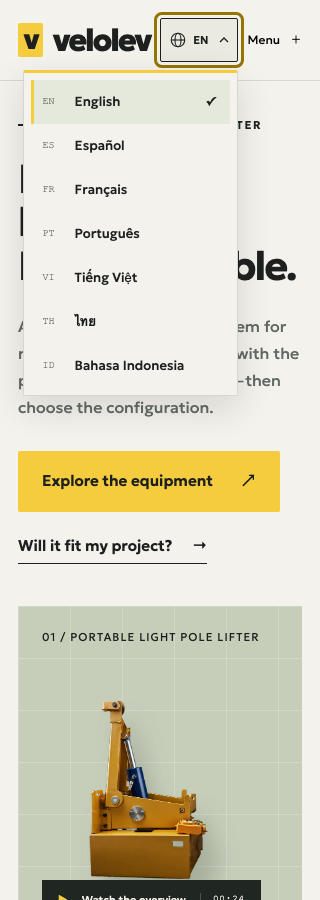 v velolev
EN
Menu +
EN English ✔
TER
ES Español
FR Français
PT Português
VI Tiếng Việt
ble.
TH ไทย
em for
with the
ID Bahasa Indonesia
-then
choose the configuration.
Explore the equipment ↗
Will it fit my project? →
01 / PORTABLE LIGHT POLE LIFTER
Watch the overview 00:24